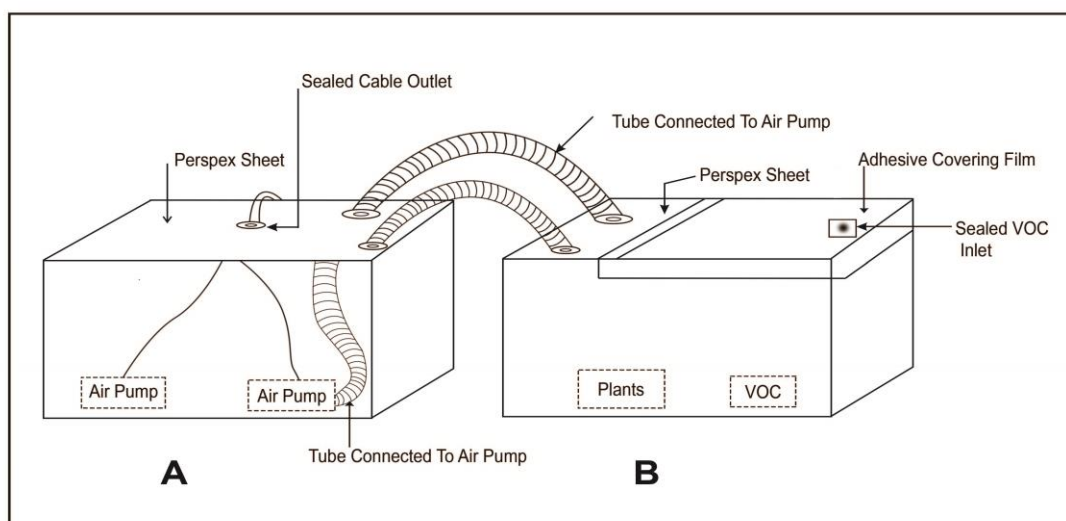 Sealed Cable Outlet
Tube Connected To Air Pump
Perspex Sheet
Perspex Sheet
Adhesive Covering Film
Sealed VOC
Inlet
Air Pump
Air Pump
Plants
VOC
Tube Connected To Air Pump
A
B